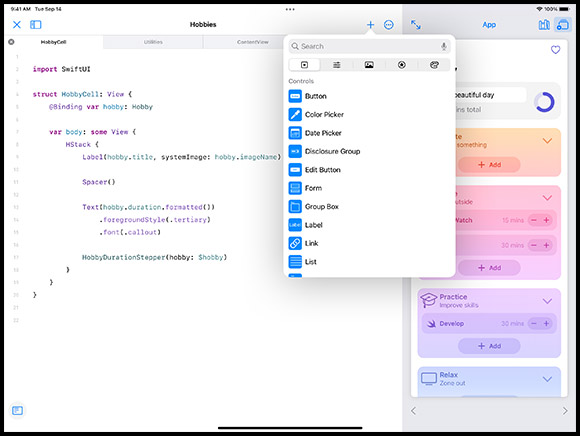 9:41 AM Tue Sep 14
100%
Hobbies
App
HobbyCell
Utilities
ContentView
1
import SwiftUI
struct HobbyCell: View {
@Binding var hobby: Hobby
var body: some View {
HStack {
Label(hobby.title, systemImage: hobby.imageName)
Spacer()
Text(hobby.duration.formatted())
.foregroundStyle(.tertiary)
.font(.callout)
HobbyDurationStepper(hobby: $hobby)
}
}
}
Search
Controls
Button
Color Picker
Date Picker
Disclosure Group
Edit Button
Form
Group Box
Label
Link
List
beautiful day
ins total
something
+ Add
utside
Watch 15 mins − +
30 mins − +
+ Add
Practice
Improve skills
Develop 30 mins − +
+ Add
Relax
Zone out